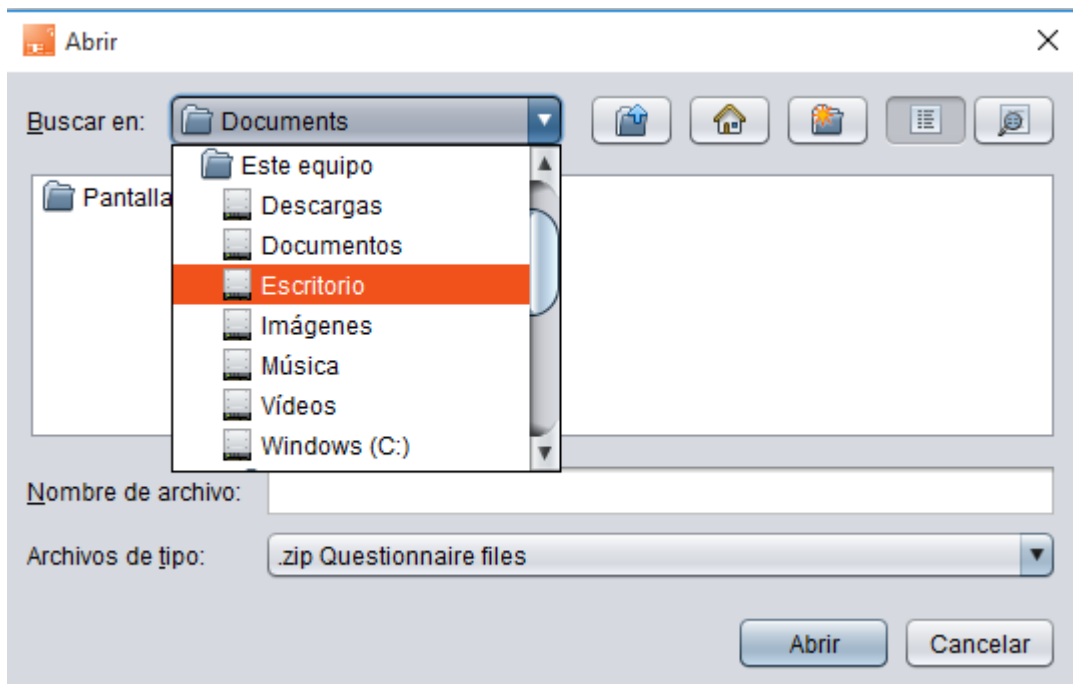 Abrir
Buscar en: Documents
Este equipo
Pantalla
Descargas
Documentos
Escritorio
Imágenes
Música
Vídeos
Windows (C:)
Nombre de archivo:
Archivos de tipo: .zip Questionnaire files
Abrir Cancelar